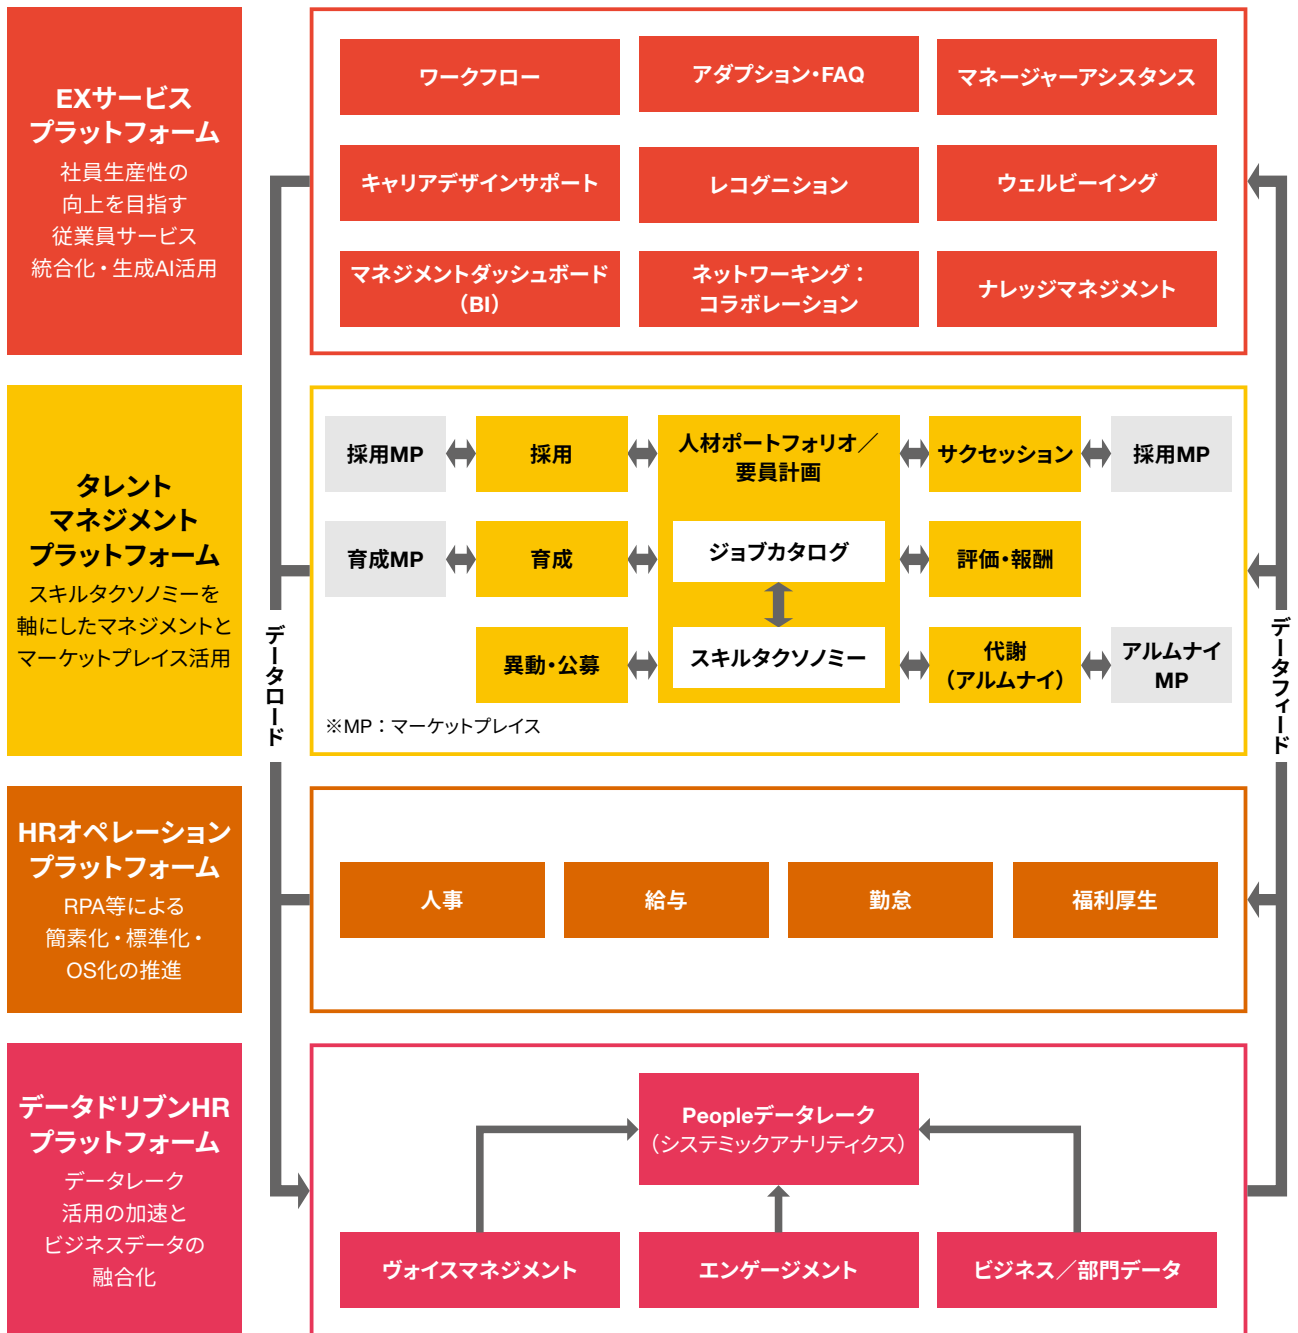 EXサービス
プラットフォーム
社員生産性の
向上を目指す
従業員サービス
統合化・生成AI活用
ワークフロー
アダプション・FAQ
マネージャーアシスタンス
キャリアデザインサポート
レコグニション
ウェルビーイング
マネジメントダッシュボード
（BI）
ネットワーキング：
コラボレーション
ナレッジマネジメント
タレント
マネジメント
プラットフォーム
スキルタクソノミーを
軸にしたマネジメントと
マーケットプレイス活用
採用MP
採用
人材ポートフォリオ／
要員計画
サクセッション
採用MP
育成MP
育成
ジョブカタログ
評価・報酬
異動・公募
スキルタクソノミー
代謝
（アルムナイ）
アルムナイ
MP
※MP：マーケットプレイス
データロード
データフィード
HRオペレーション
プラットフォーム
RPA等による
簡素化・標準化・
OS化の推進
人事
給与
勤怠
福利厚生
データドリブンHR
プラットフォーム
データレーク
活用の加速と
ビジネスデータの
融合化
Peopleデータレーク
（システミックアナリティクス）
ヴォイスマネジメント
エンゲージメント
ビジネス／部門データ